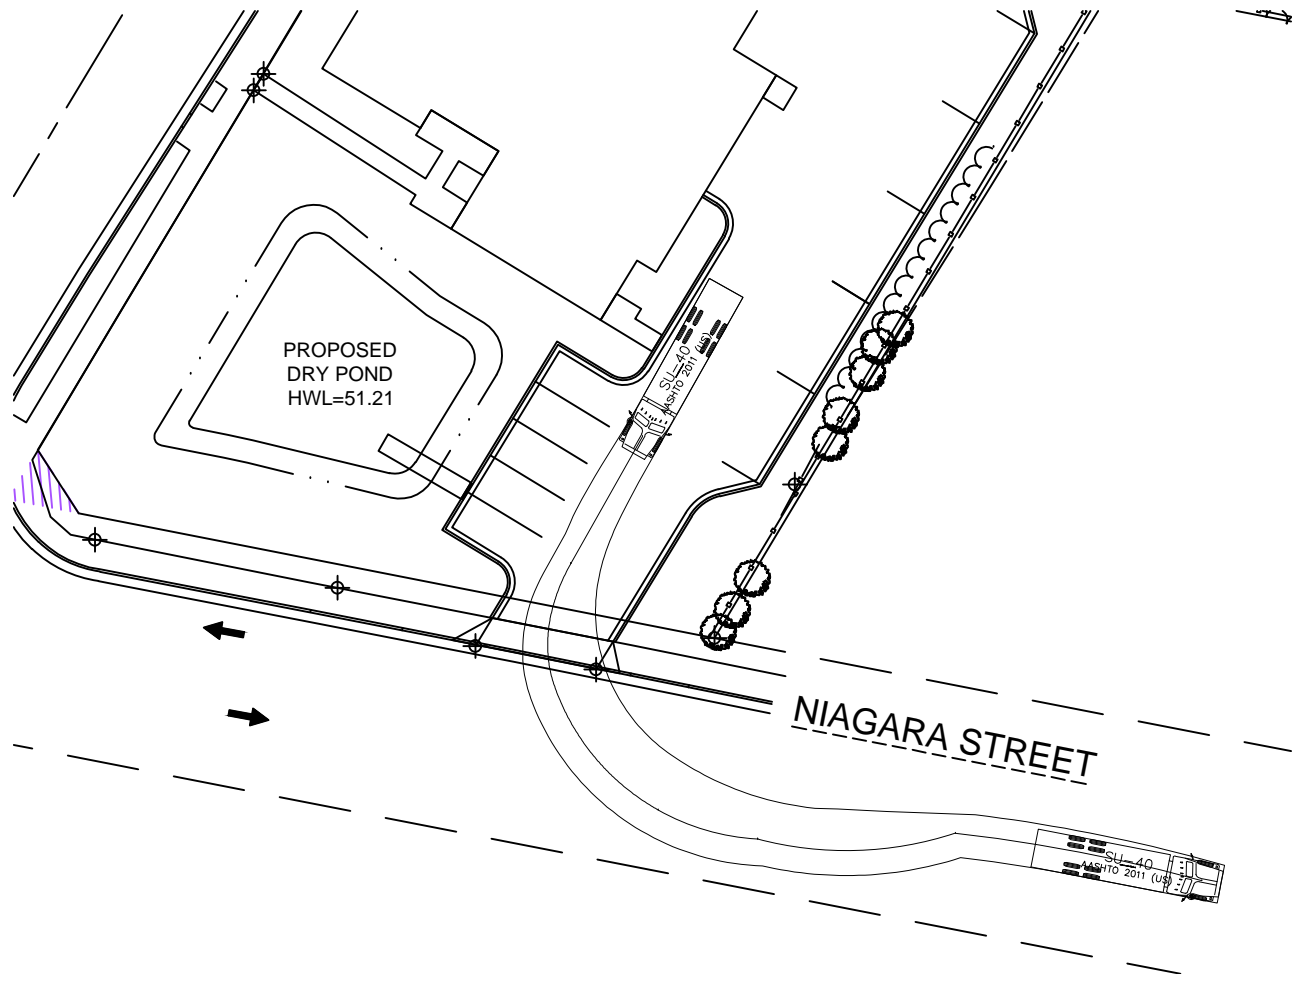 PROPOSED
DRY POND
HWL=51.21
SU-40
AASHTO 2011 (US)
NIAGARA STREET
SU-40
AASHTO 2011 (US)